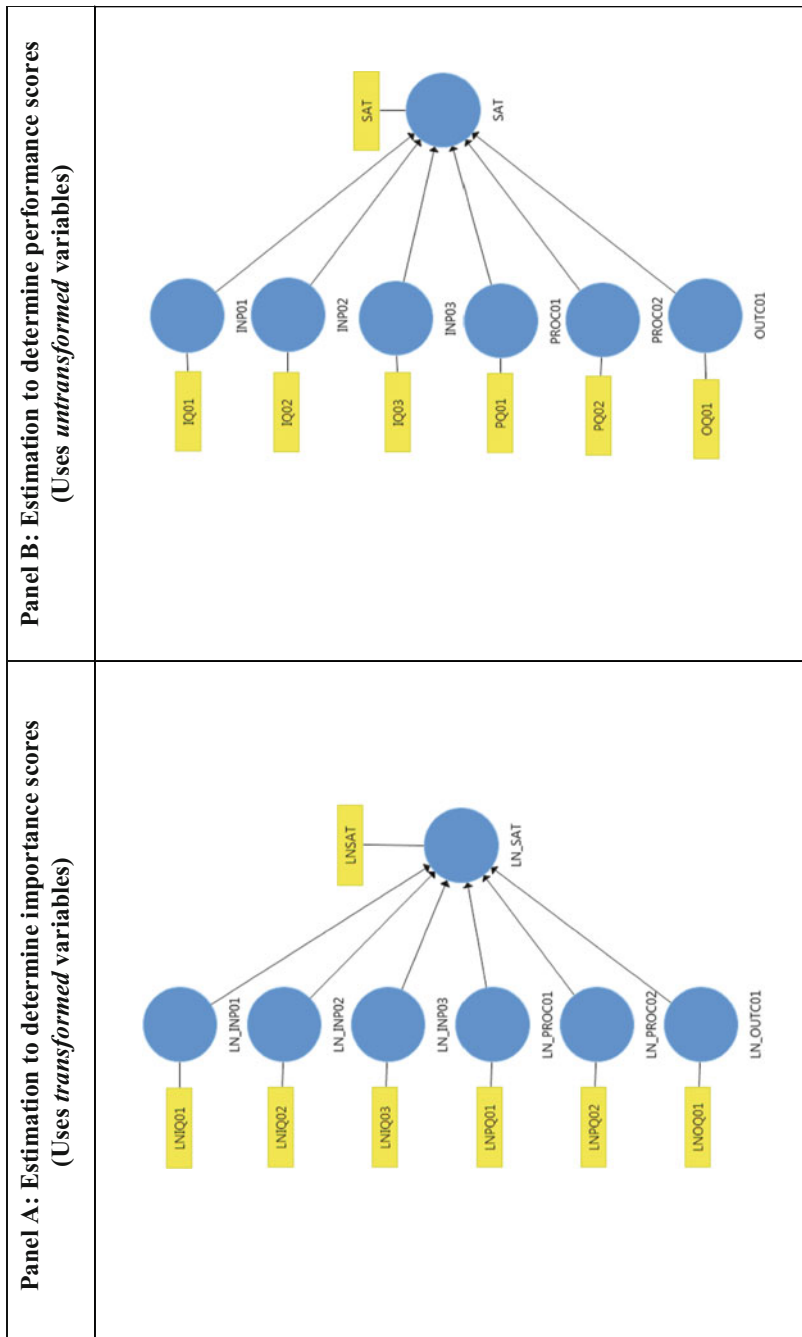 Panel A: Estimation to determine importance scores
(Uses transformed variables)
LNIQ01
LN_INP01
LNIQ02
LN_INP02
LNIQ03
LN_INP03
LNPQ01
LN_PROC01
LNPQ02
LN_PROC02
LNOQ01
LN_OUTC01
LNSAT
LN_SAT
Panel B: Estimation to determine performance scores
(Uses untransformed variables)
IQ01
INP01
IQ02
INP02
IQ03
INP03
PQ01
PROC01
PQ02
PROC02
OQ01
OUTC01
SAT
SAT